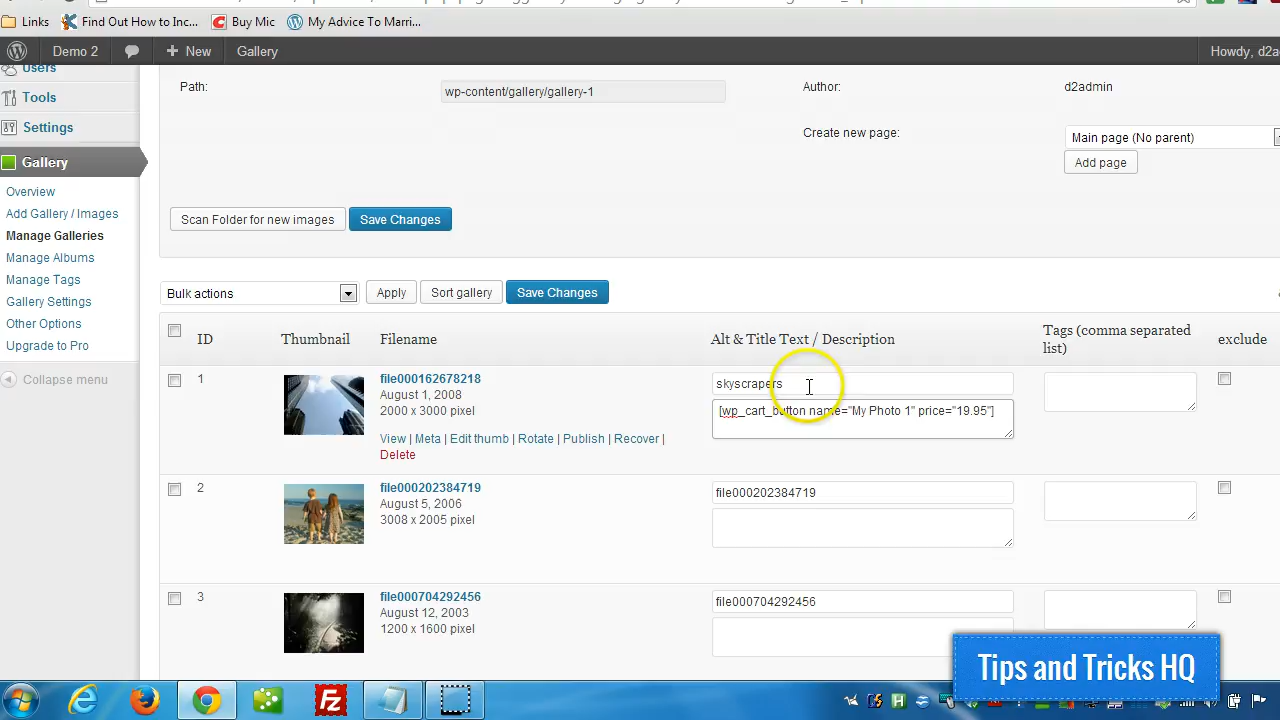 Links
Find Out How to Inc...
Buy Mic
My Advice To Marri...
Demo 2
New
Gallery
Howdy, d2a
Users
Tools
Settings
Gallery
Overview
Add Gallery / Images
Manage Galleries
Manage Albums
Manage Tags
Gallery Settings
Other Options
Upgrade to Pro
Collapse menu
Path:
wp-content/gallery/gallery-1
Author:
d2admin
Create new page:
Main page (No parent)
Add page
Scan Folder for new images
Save Changes
Bulk actions
Apply
Sort gallery
Save Changes
ID
Thumbnail
Filename
Alt & Title Text / Description
Tags (comma separated
list)
exclude
1
file000162678218
August 1, 2008
2000 x 3000 pixel
View | Meta | Edit thumb | Rotate | Publish | Recover |
Delete
skyscrapers
[wp_cart_button name="My Photo 1" price="19.95"]
2
file000202384719
August 5, 2006
3008 x 2005 pixel
file000202384719
3
file000704292456
August 12, 2003
1200 x 1600 pixel
file000704292456
Tips and Tricks HQ